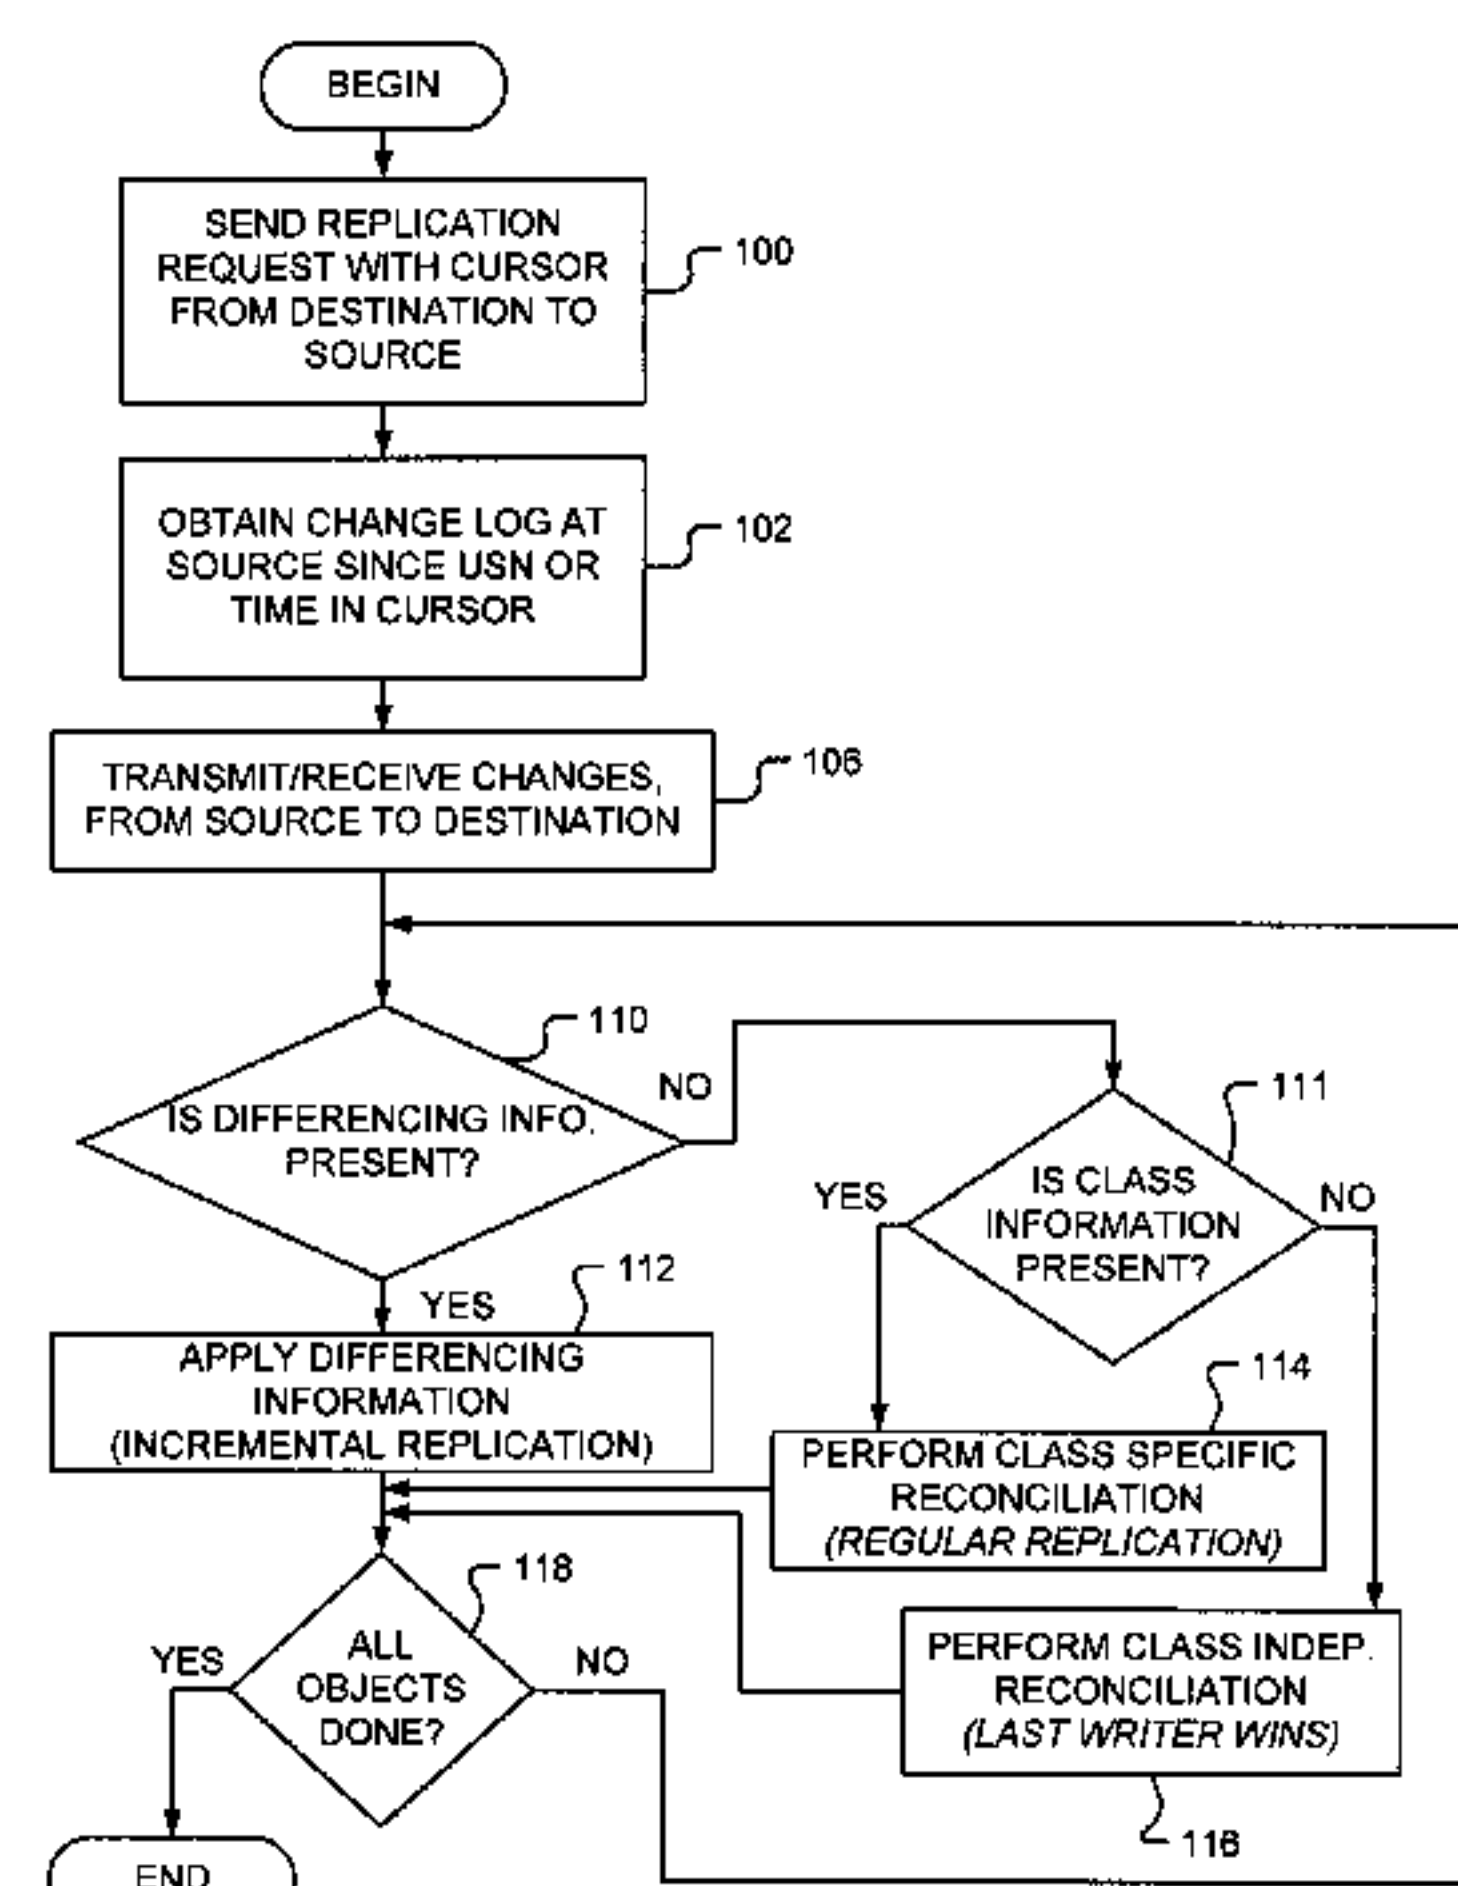 BEGIN
SEND REPLICATION
REQUEST WITH CURSOR
FROM DESTINATION TO
SOURCE
100
OBTAIN CHANGE LOG AT
SOURCE SINCE USN OR
TIME IN CURSOR
102
TRANSMIT/RECEIVE CHANGES,
FROM SOURCE TO DESTINATION
106
110
IS DIFFERENCING INFO.
PRESENT?
NO
111
IS CLASS
INFORMATION
PRESENT?
YES
NO
YES
112
APPLY DIFFERENCING
INFORMATION
(INCREMENTAL REPLICATION)
114
PERFORM CLASS SPECIFIC
RECONCILIATION
(REGULAR REPLICATION)
118
ALL
OBJECTS
DONE?
YES
NO
PERFORM CLASS INDEP.
RECONCILIATION
(LAST WRITER WINS)
116
END